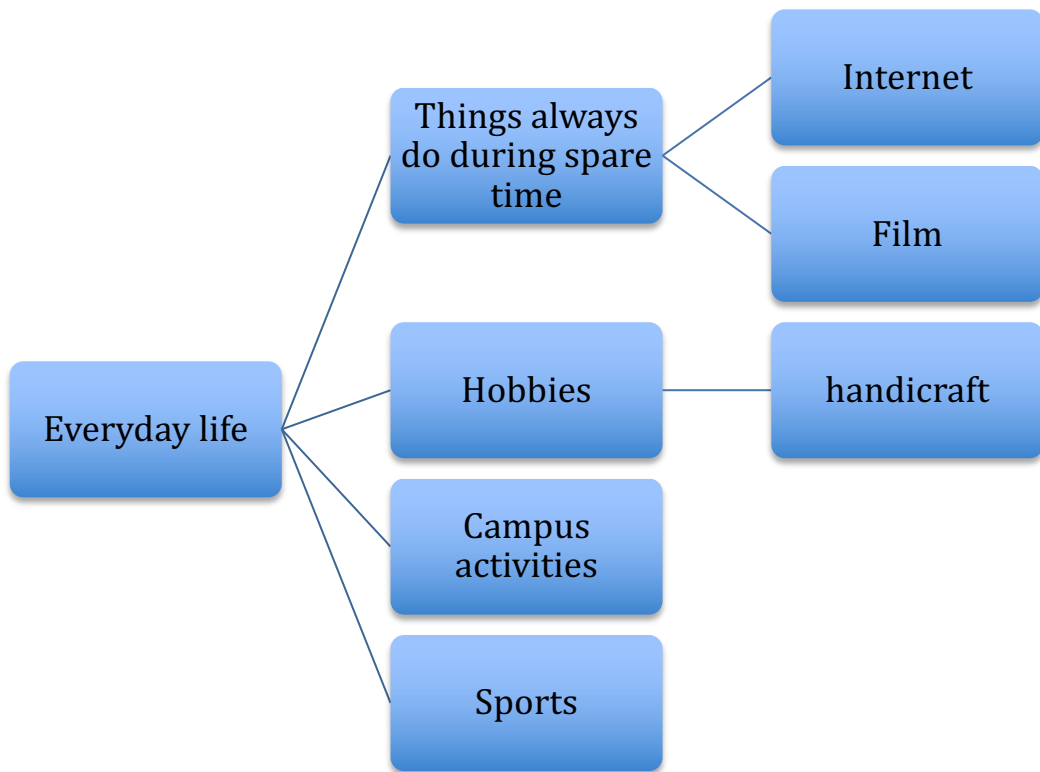 Everyday life
Things always
do during spare
time
Internet
Film
Hobbies
handicraft
Campus
activities
Sports